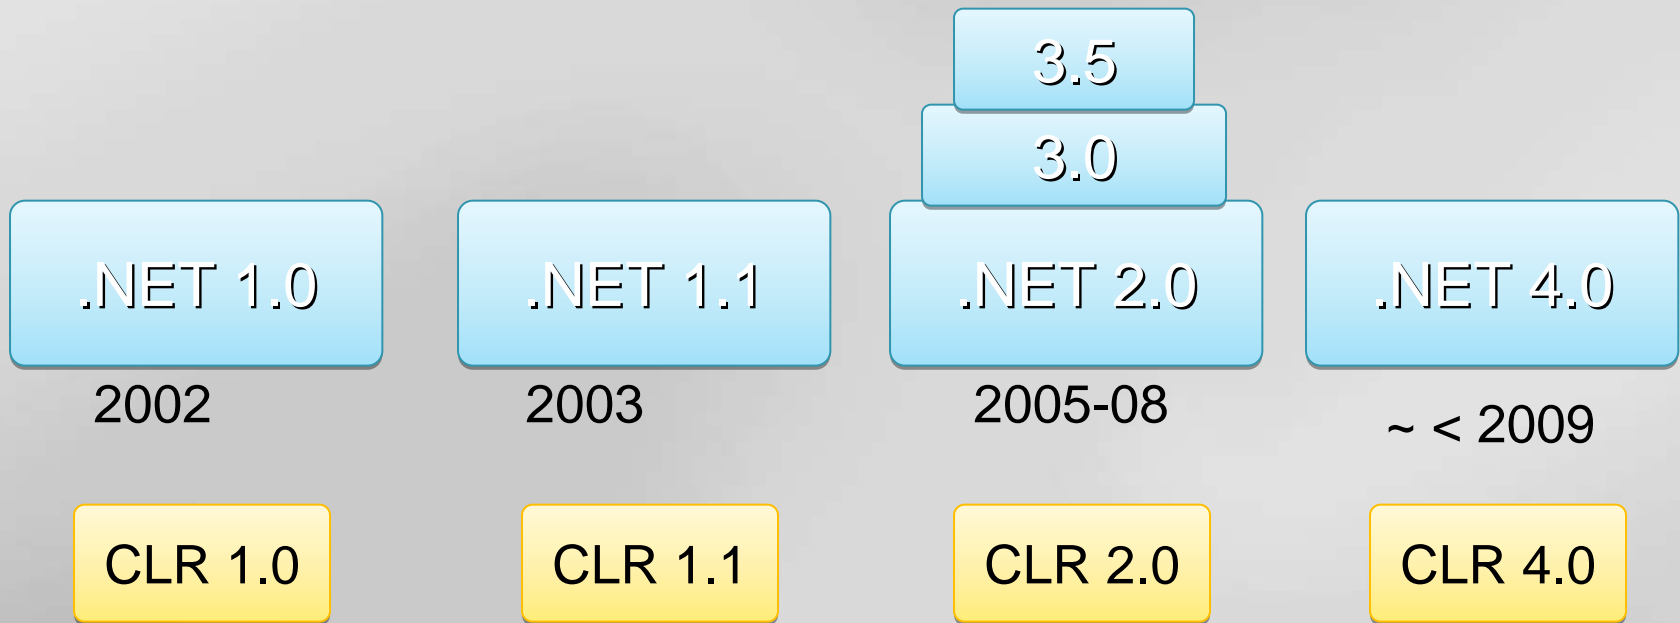 3.5
3.0
.NET 1.0
.NET 1.1
.NET 2.0
.NET 4.0
2002
2003
2005-08
~ < 2009
CLR 1.0
CLR 1.1
CLR 2.0
CLR 4.0